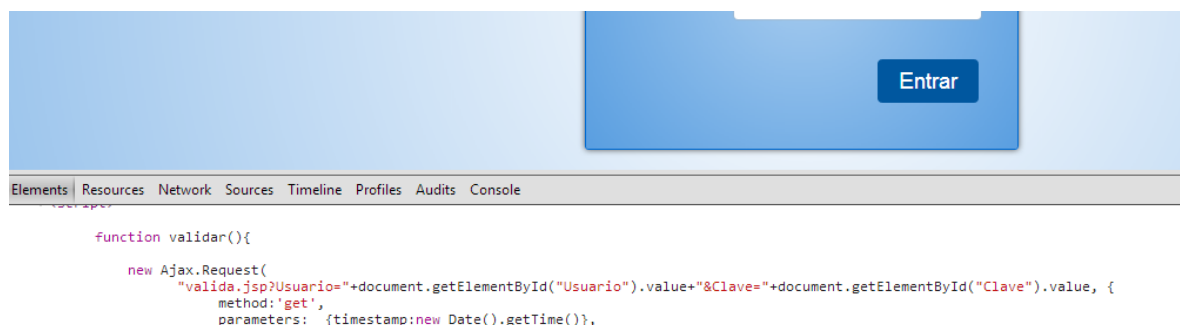 Entrar
Elements Resources Network Sources Timeline Profiles Audits Console
<script>
function validar(){
new Ajax.Request(
"valida.jsp?Usuario="+document.getElementById("Usuario").value+"&Clave="+document.getElementById("Clave").value, {
method:'get',
parameters: {timestamp:new Date().getTime()},